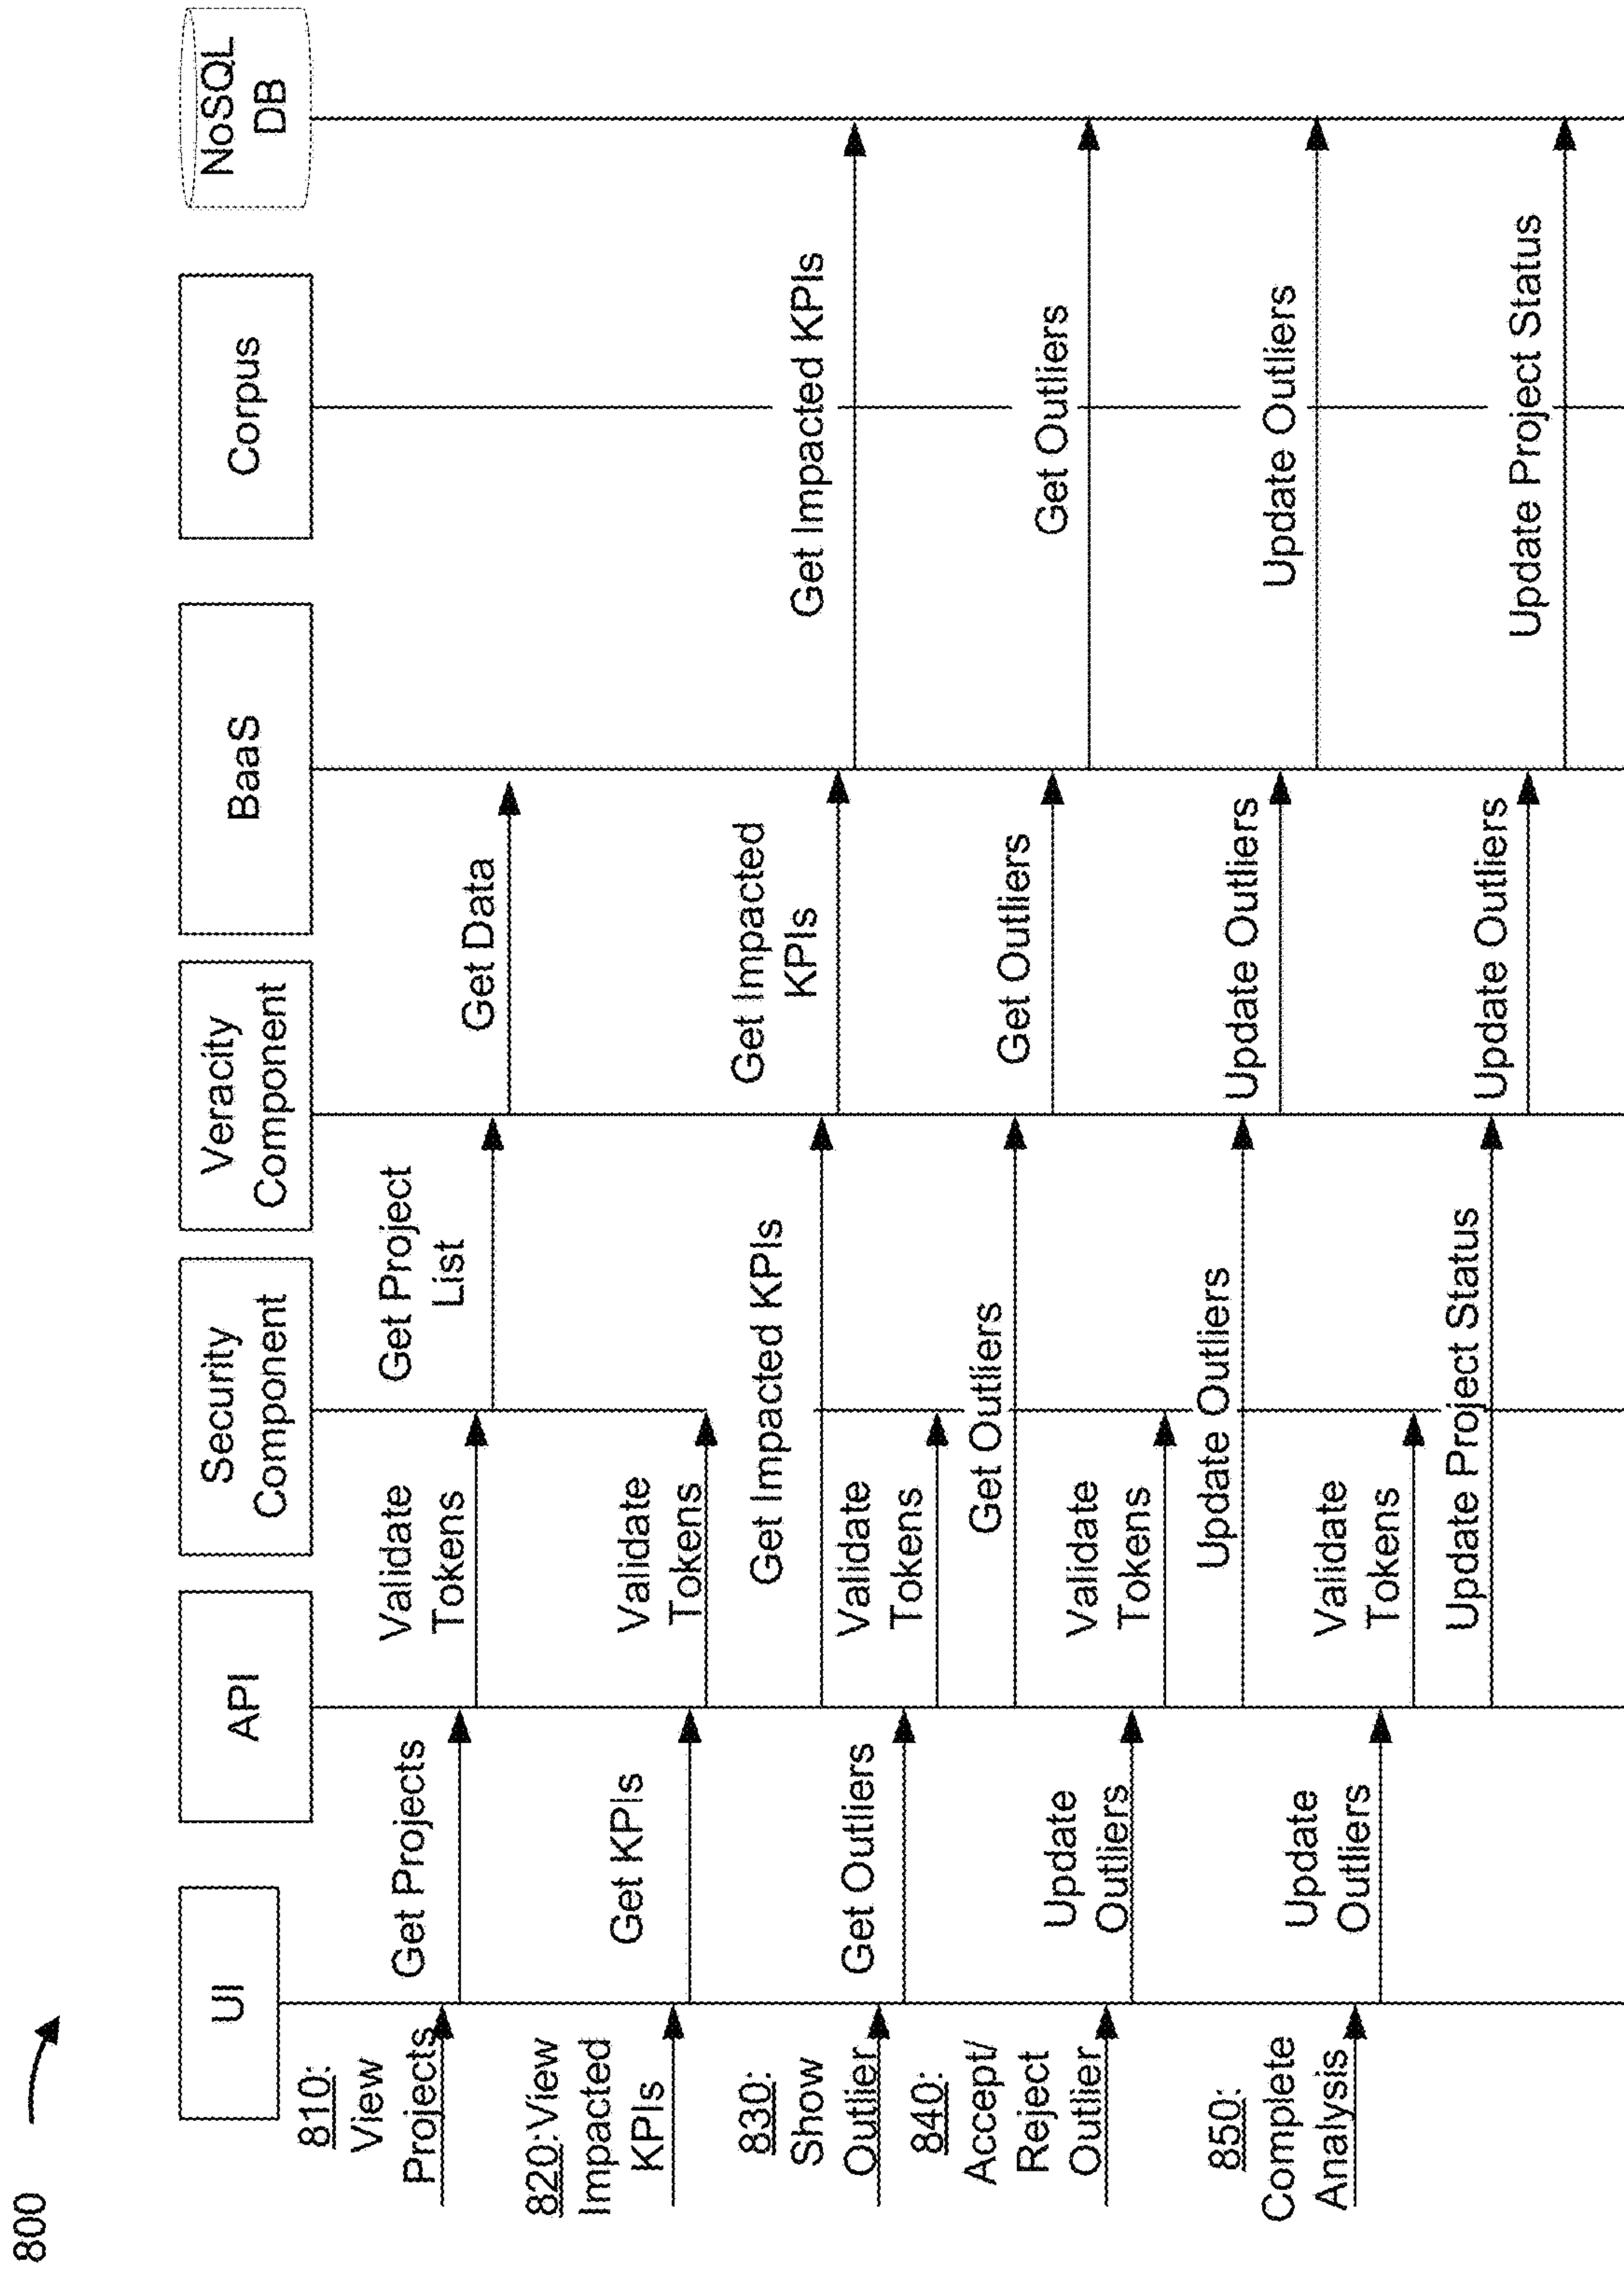 800
UI
API
Security
Component
Veracity
Component
BaaS
Corpus
NoSQL
DB
810:
View
Projects
Get Projects
Validate
Tokens
Get Project
List
Get Data
820:View
Impacted
KPIs
Get KPIs
Validate
Tokens
Get Impacted KPIs
Get Impacted
KPIs
Get Impacted KPIs
830:
Show
Outlier
Get Outliers
Validate
Tokens
Get Outliers
Get Outliers
Get Outliers
840:
Accept/
Reject
Outlier
Update
Outliers
Validate
Tokens
Update Outliers
Update Outliers
Update Outliers
850:
Complete
Analysis
Update
Outliers
Validate
Tokens
Update Project Status
Update Outliers
Update Project Status